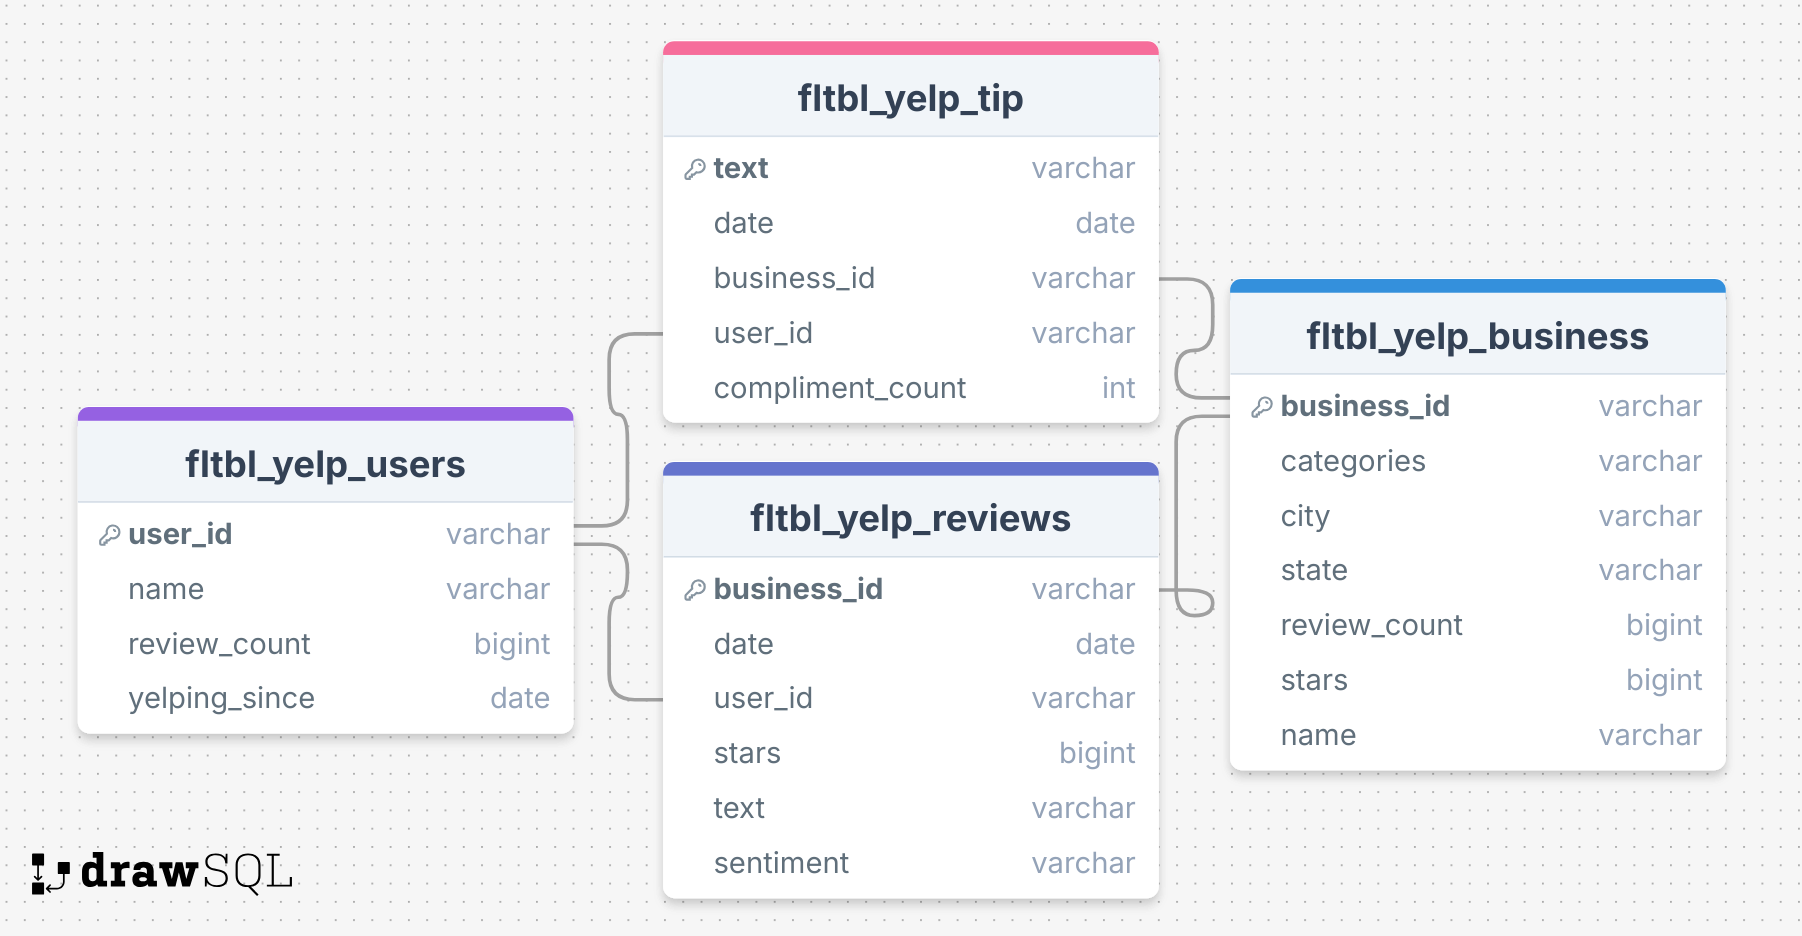 fltbl_yelp_tip
text varchar
date date
business_id varchar
user_id varchar
compliment_count int
fltbl_yelp_users
user_id varchar
name varchar
review_count bigint
yelping_since date
fltbl_yelp_reviews
business_id varchar
date date
user_id varchar
stars bigint
text varchar
sentiment varchar
fltbl_yelp_business
business_id varchar
categories varchar
city varchar
state varchar
review_count bigint
stars bigint
name varchar
drawSQL